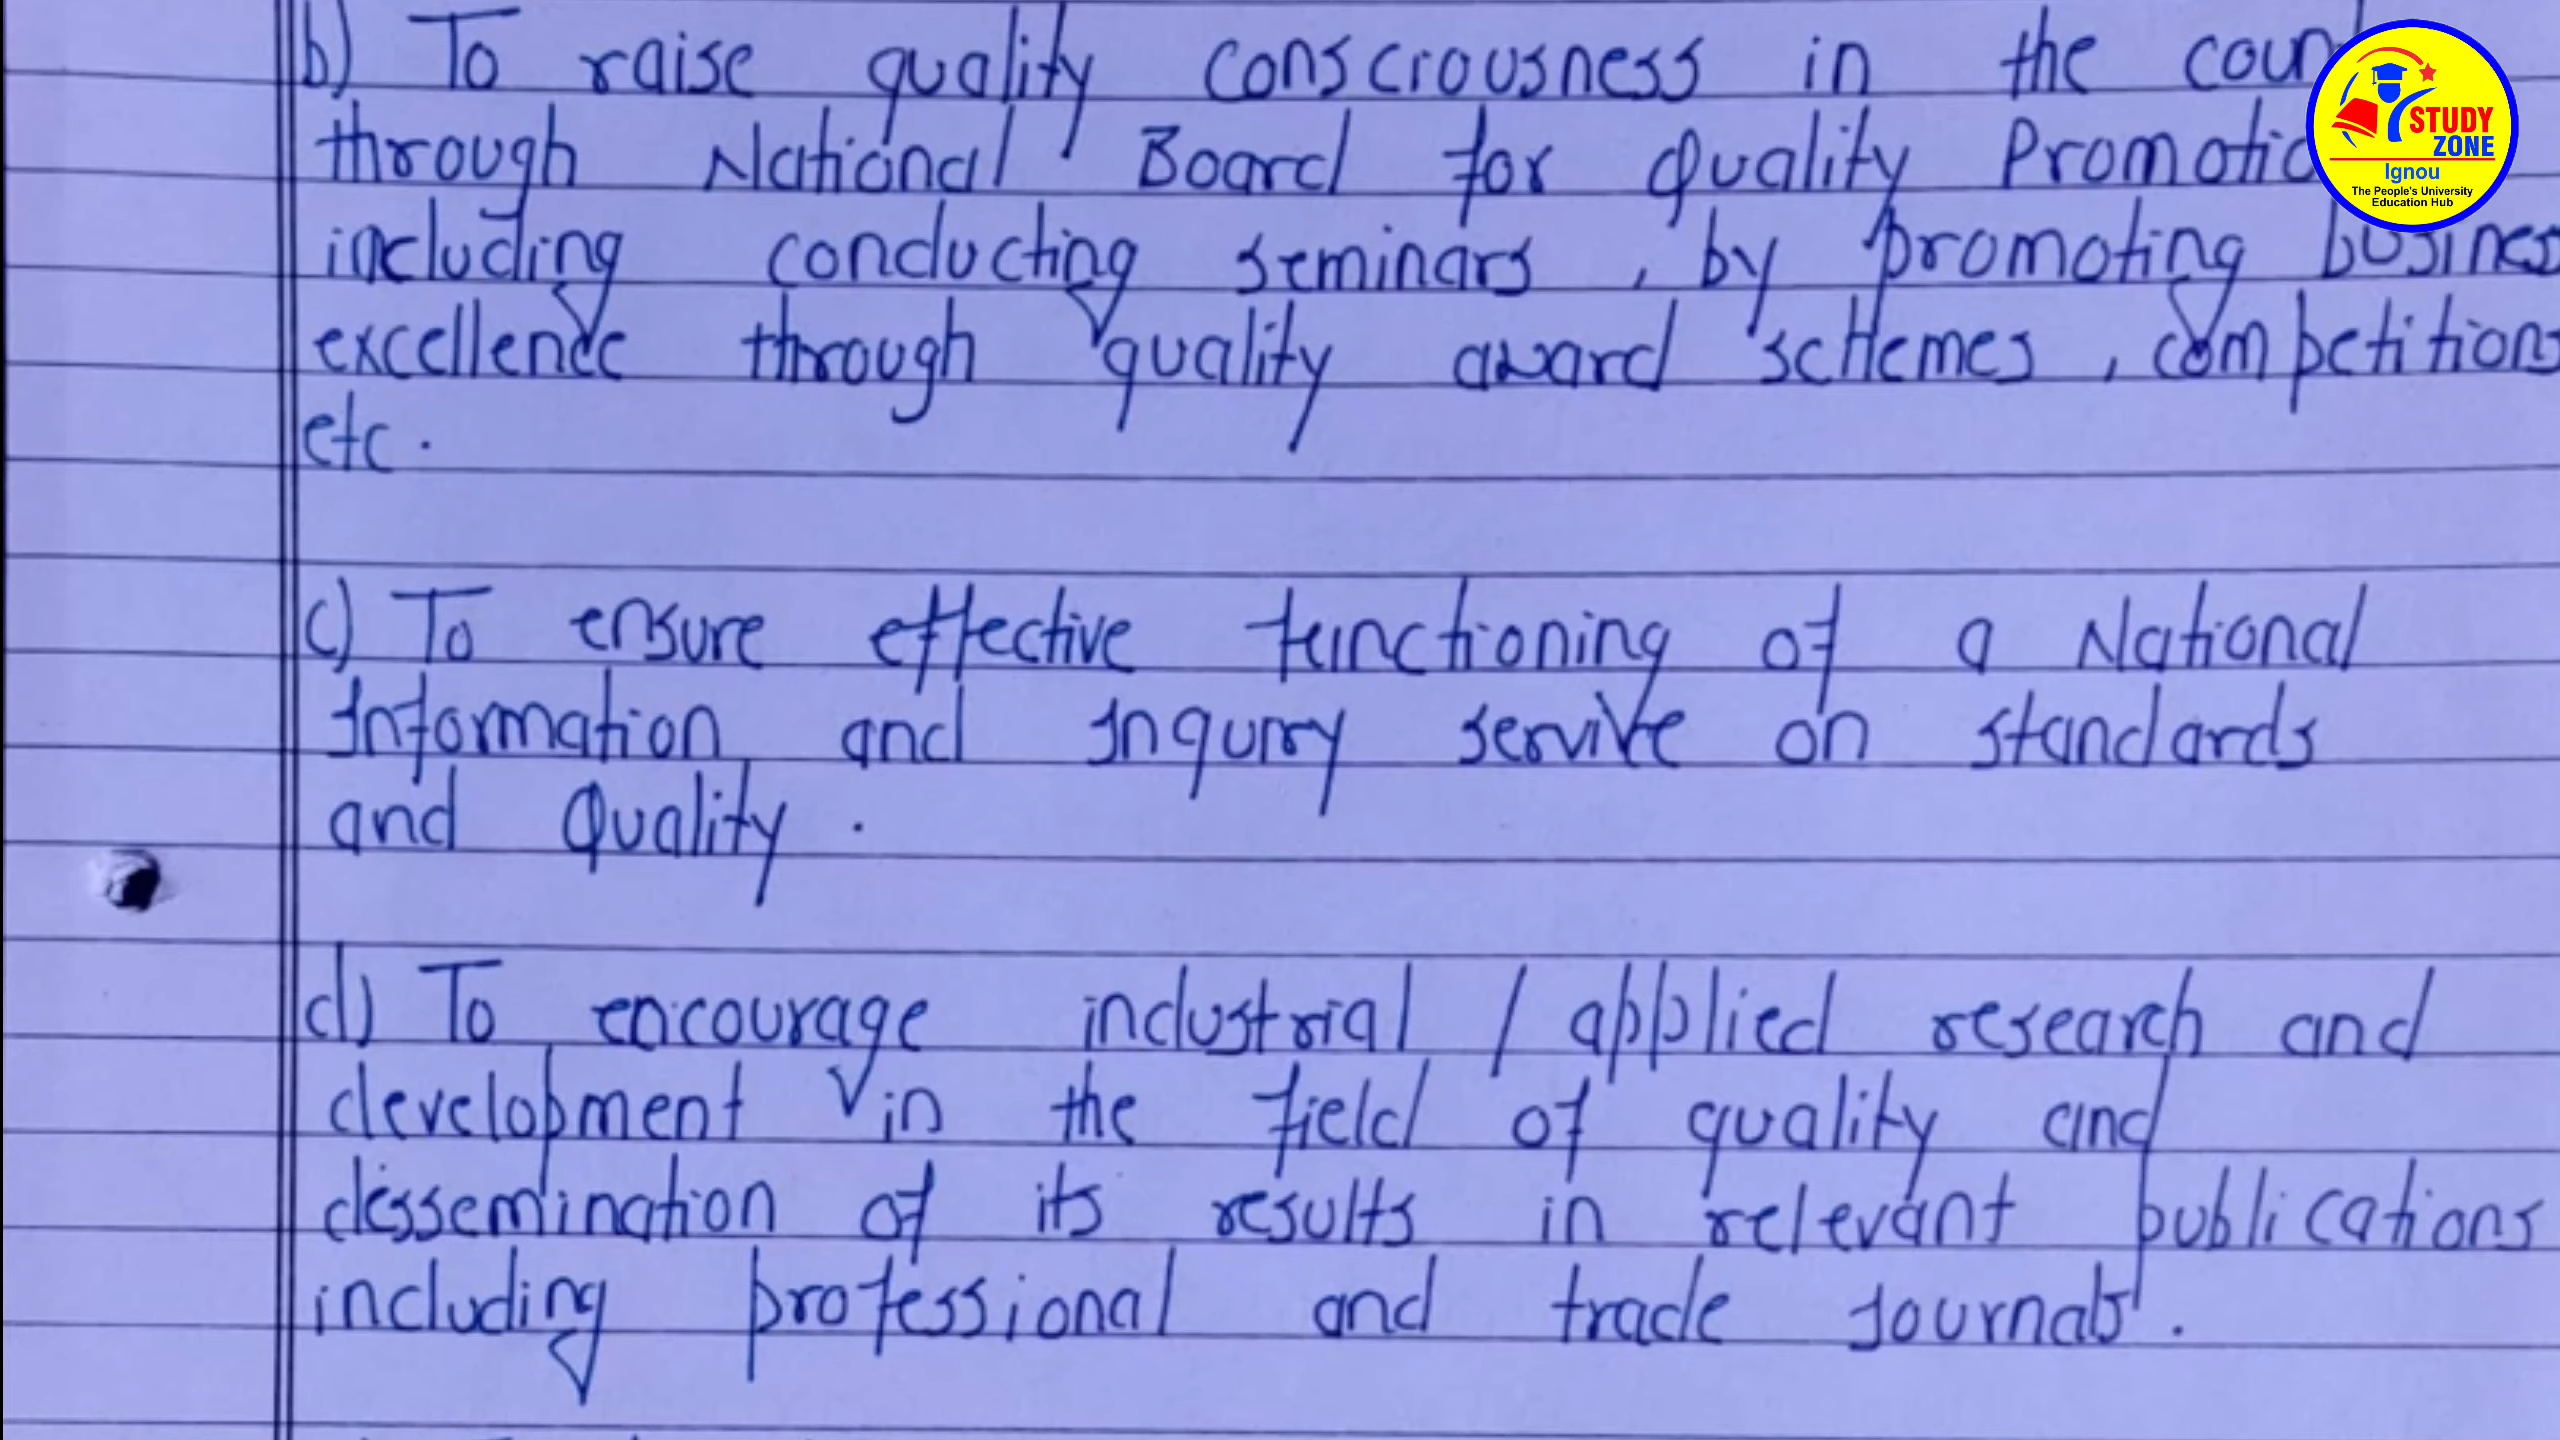 b) To raise quality consciousness in the coun
through National Board for Quality Promotio
including conducting seminars, by promoting busines
excellence through quality award schemes, competitions
etc.
c) To ensure effective functioning of a National
Information and Inqurry service on standards
and Quality.
d) To encourage industrial / applied research and
development in the field of quality and
dessemination of its results in relevant publications
including professional and trade Journals.
STUDY
ZONE
Ignou
The People's University
Education Hub